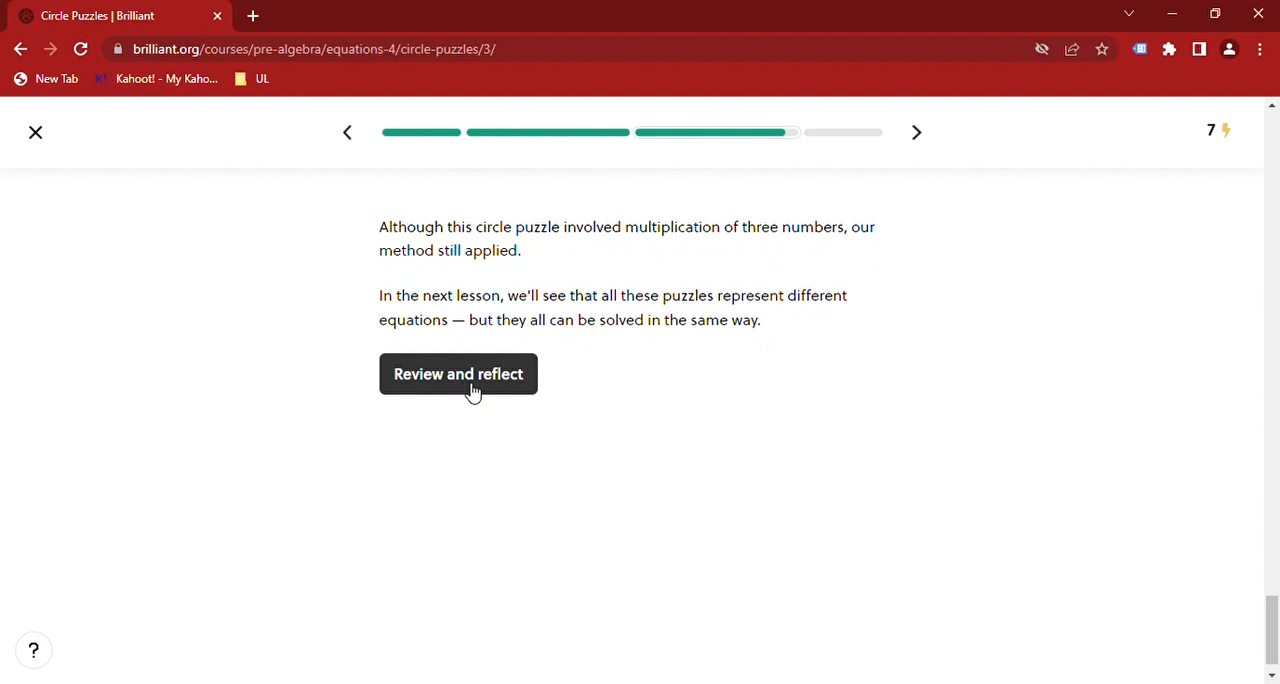 Circle Puzzles | Brilliant
brilliant.org/courses/pre-algebra/equations-4/circle-puzzles/3/
New Tab
K! Kahoot! - My Kaho...
UL
7
Although this circle puzzle involved multiplication of three numbers, our
method still applied.
In the next lesson, we'll see that all these puzzles represent different
equations — but they all can be solved in the same way.
Review and reflect
?